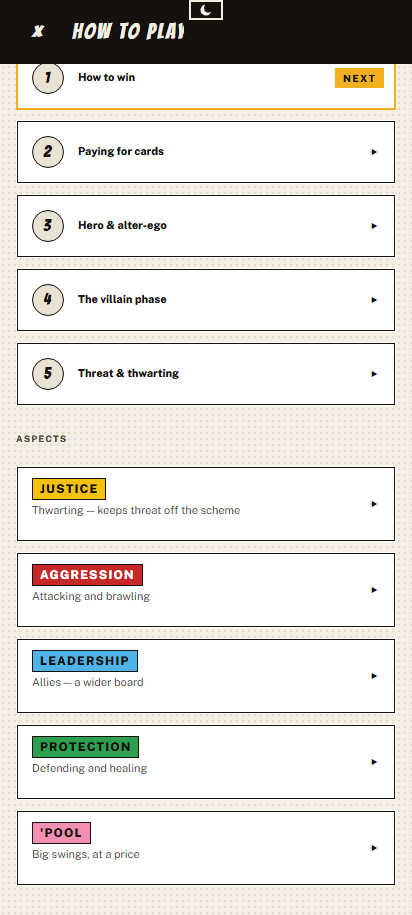 X HOW TO PLAY
1 How to win NEXT
2 Paying for cards
3 Hero & alter-ego
4 The villain phase
5 Threat & thwarting
ASPECTS
JUSTICE
Thwarting — keeps threat off the scheme
AGGRESSION
Attacking and brawling
LEADERSHIP
Allies — a wider board
PROTECTION
Defending and healing
'POOL
Big swings, at a price